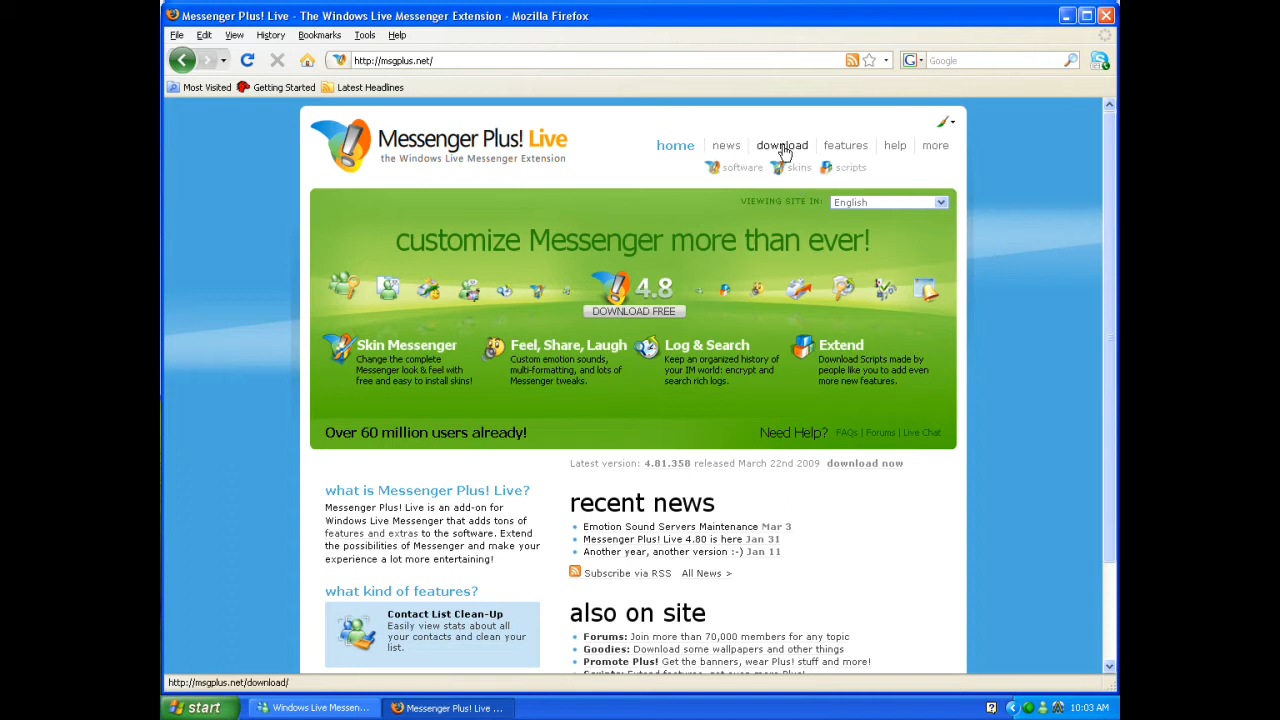 Messenger Plus! Live - The Windows Live Messenger Extension - Mozilla Firefox
File Edit View History Bookmarks Tools Help
http://msgplus.net/
Google
Most Visited Getting Started Latest Headlines
Messenger Plus! Live
the Windows Live Messenger Extension
home news download features help more
software skins scripts
VIEWING SITE IN: English
customize Messenger more than ever!
4.8
DOWNLOAD FREE
Skin Messenger
Change the complete
Messenger look & feel with
free and easy to install skins!
Feel, Share, Laugh
Custom emotion sounds,
multi-formatting, and lots of
Messenger tweaks.
Log & Search
Keep an organized history of
your IM world: encrypt and
search rich logs.
Extend
Download Scripts made by
people like you to add even
more new features.
Over 60 million users already!
Need Help? FAQs | Forums | Live Chat
Latest version: 4.81.358 released March 22nd 2009 download now
what is Messenger Plus! Live?
Messenger Plus! Live is an add-on for
Windows Live Messenger that adds tons of
features and extras to the software. Extend
the possibilities of Messenger and make your
experience a lot more entertaining!
what kind of features?
Contact List Clean-Up
Easily view stats about all
your contacts and clean your
list.
recent news
Emotion Sound Servers Maintenance Mar 3
Messenger Plus! Live 4.80 is here Jan 31
Another year, another version :-) Jan 11
Subscribe via RSS All News >
also on site
Forums: Join more than 70,000 members for any topic
Goodies: Download some wallpapers and other things
Promote Plus! Get the banners, wear Plus! stuff and more!
http://msgplus.net/download/
start Windows Live Messen... Messenger Plus! Live ... 10:03 AM